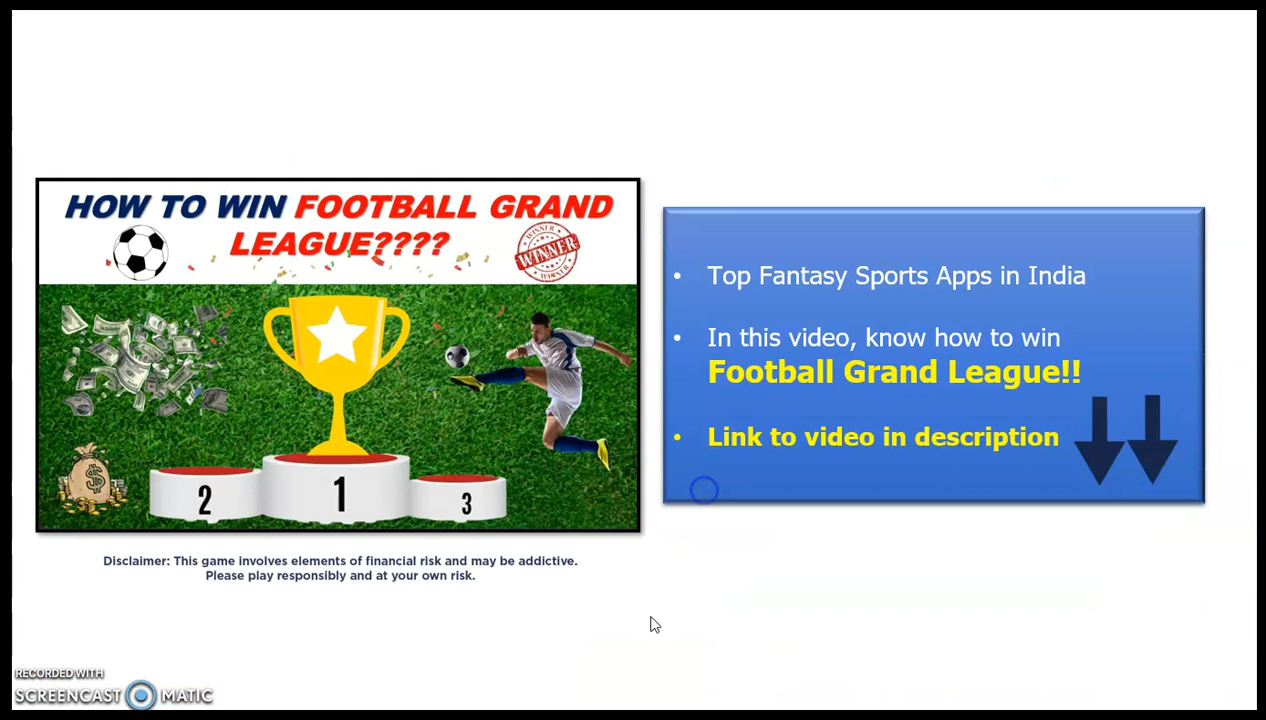 HOW TO WIN FOOTBALL GRAND
LEAGUE????
WINNER
WINNER
WINNER
2
1
3
Disclaimer: This game involves elements of financial risk and may be addictive.
Please play responsibly and at your own risk.
• Top Fantasy Sports Apps in India
• In this video, know how to win
Football Grand League!!
• Link to video in description
RECORDED WITH
SCREENCAST MATIC